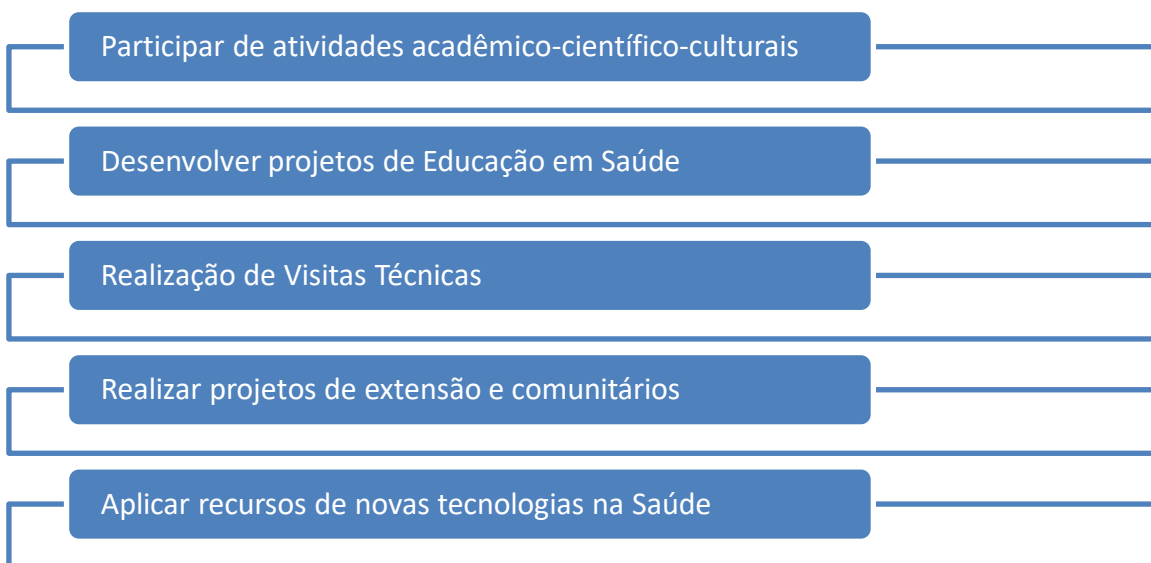 Participar de atividades acadêmico-científico-culturais
Desenvolver projetos de Educação em Saúde
Realização de Visitas Técnicas
Realizar projetos de extensão e comunitários
Aplicar recursos de novas tecnologias na Saúde